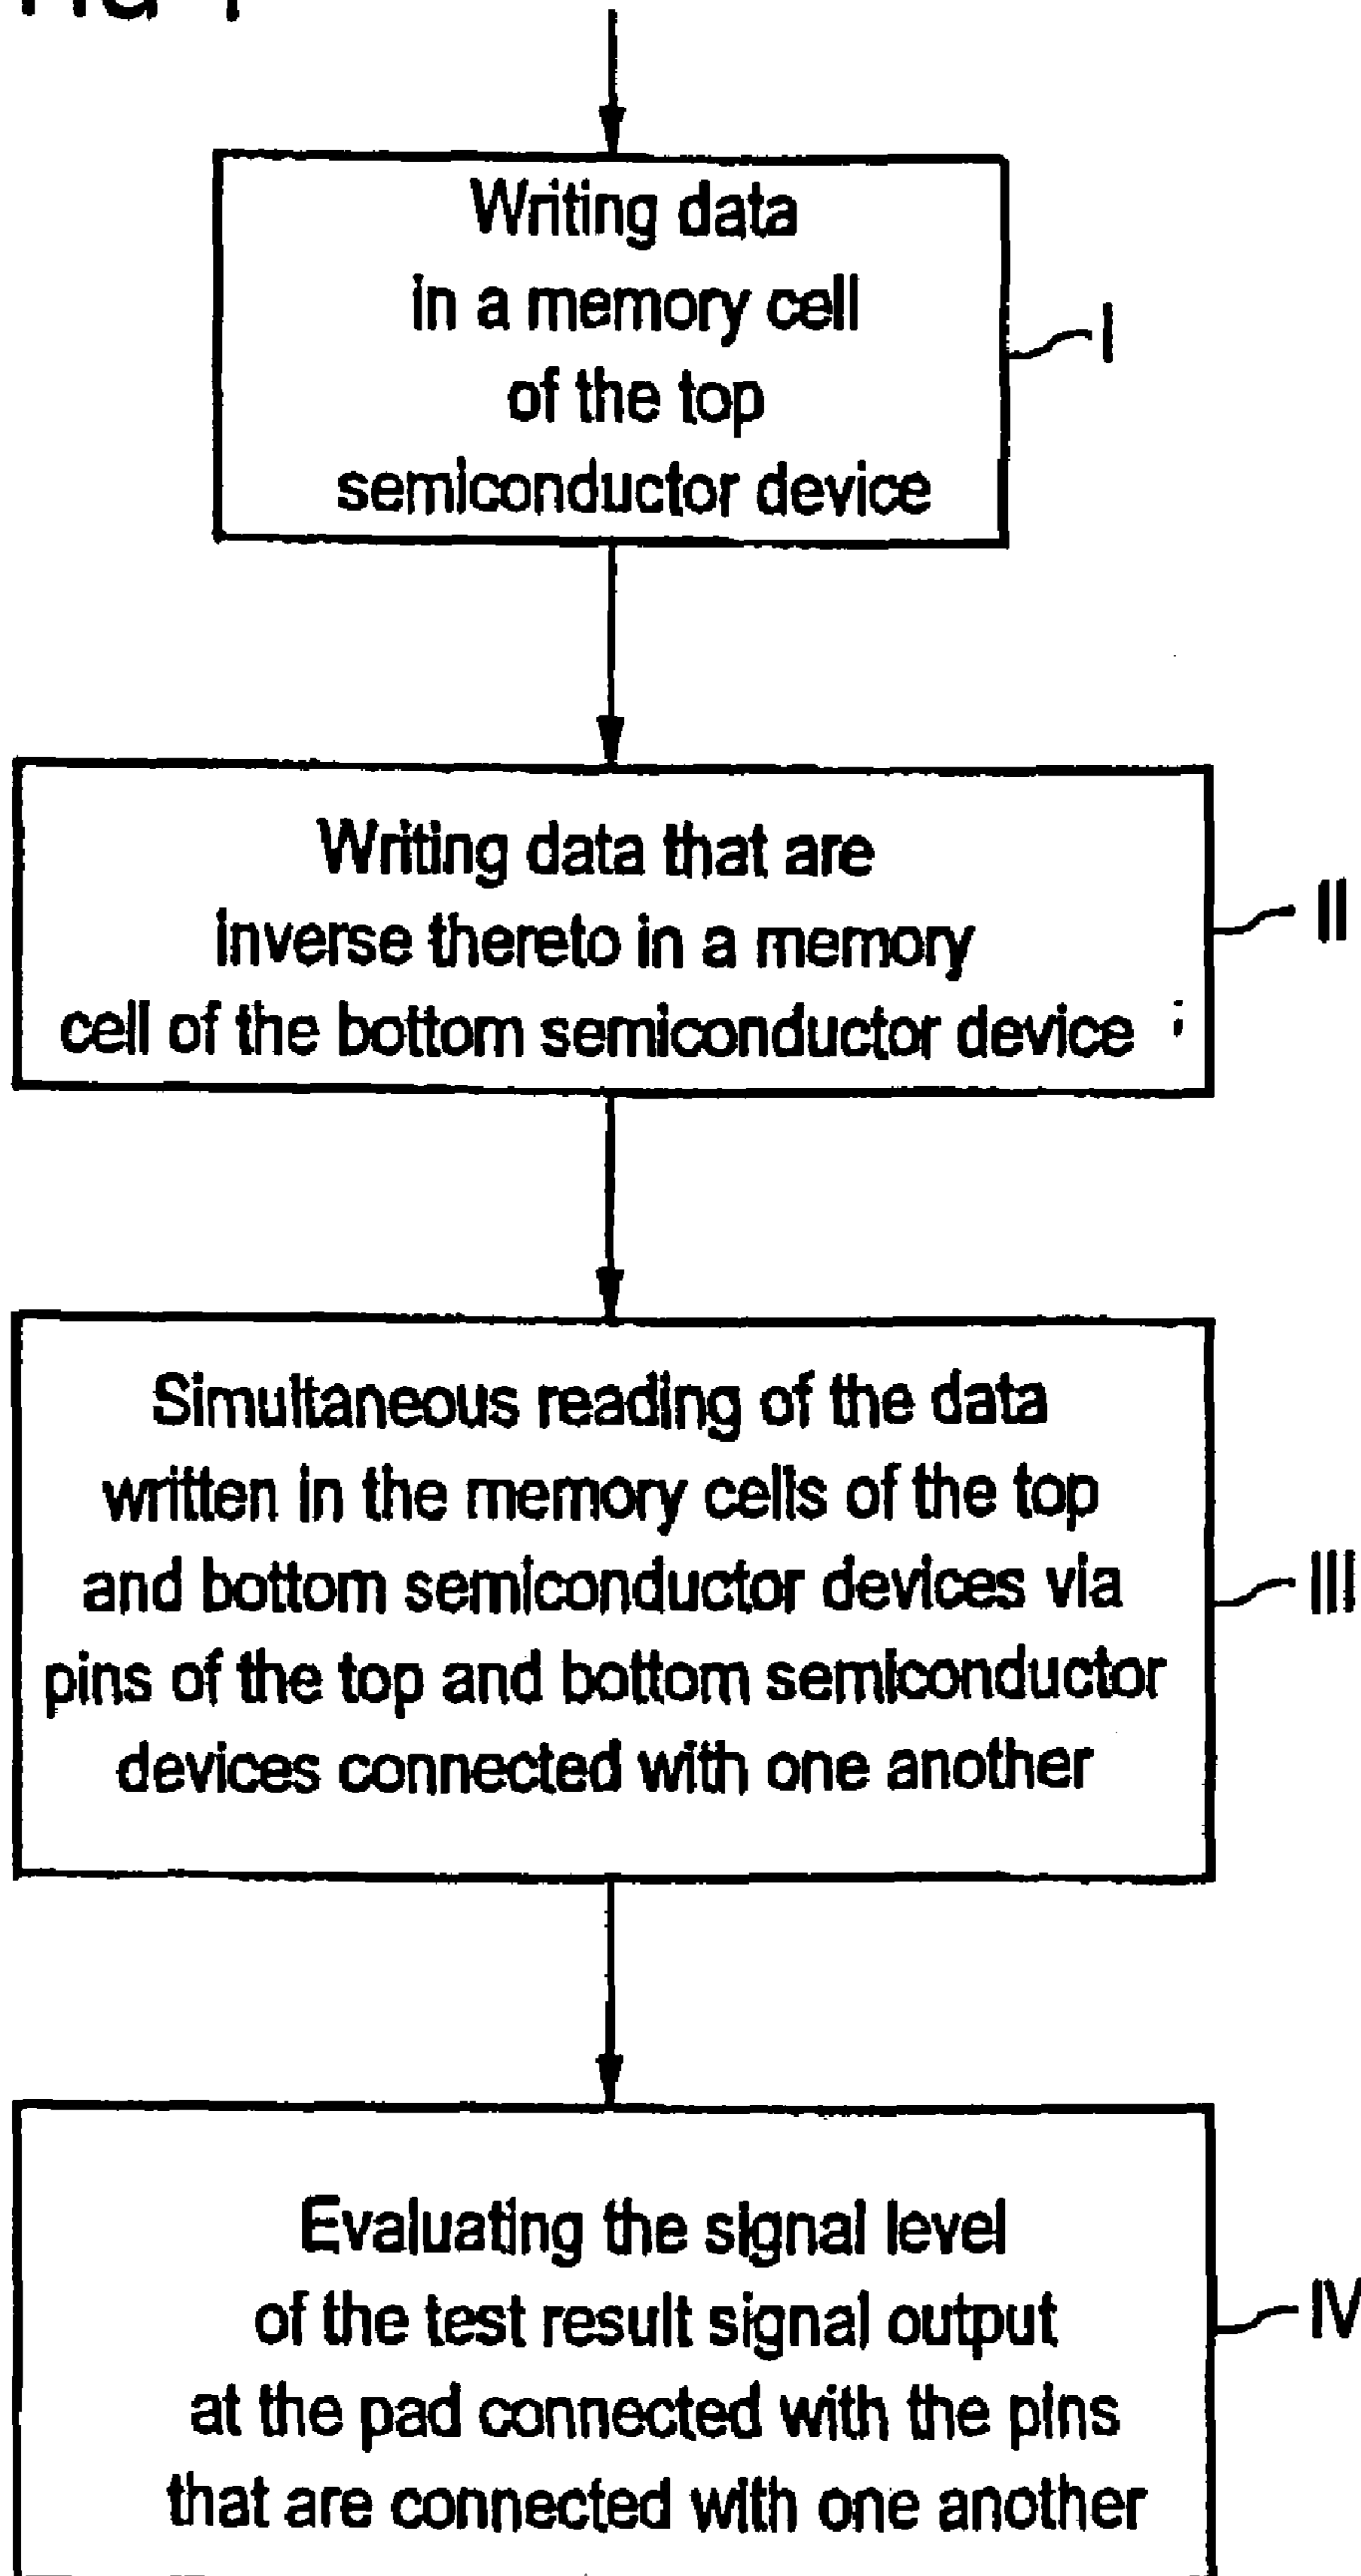 Writing data
in a memory cell
of the top
semiconductor device
I
Writing data that are
inverse thereto in a memory
cell of the bottom semiconductor device
II
Simultaneous reading of the data
written in the memory cells of the top
and bottom semiconductor devices via
pins of the top and bottom semiconductor
devices connected with one another
III
Evaluating the signal level
of the test result signal output
at the pad connected with the pins
that are connected with one another
IV